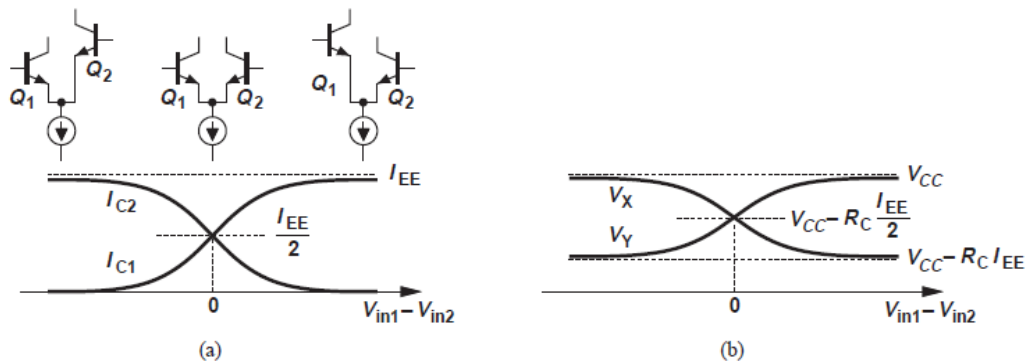 Q1
Q2
Q1
Q2
Q1
Q2
IEE
IC2
IEE
2
IC1
0
Vin1 – Vin2
(a)
VCC
VX
VCC – RC IEE
2
VY
VCC – RC IEE
0
Vin1 – Vin2
(b)